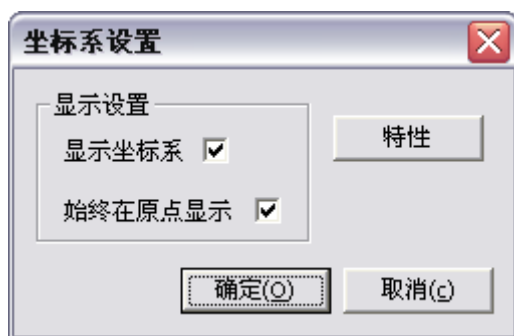 坐标系设置
显示设置
显示坐标系
特性
始终在原点显示
确定(O)
取消(c)